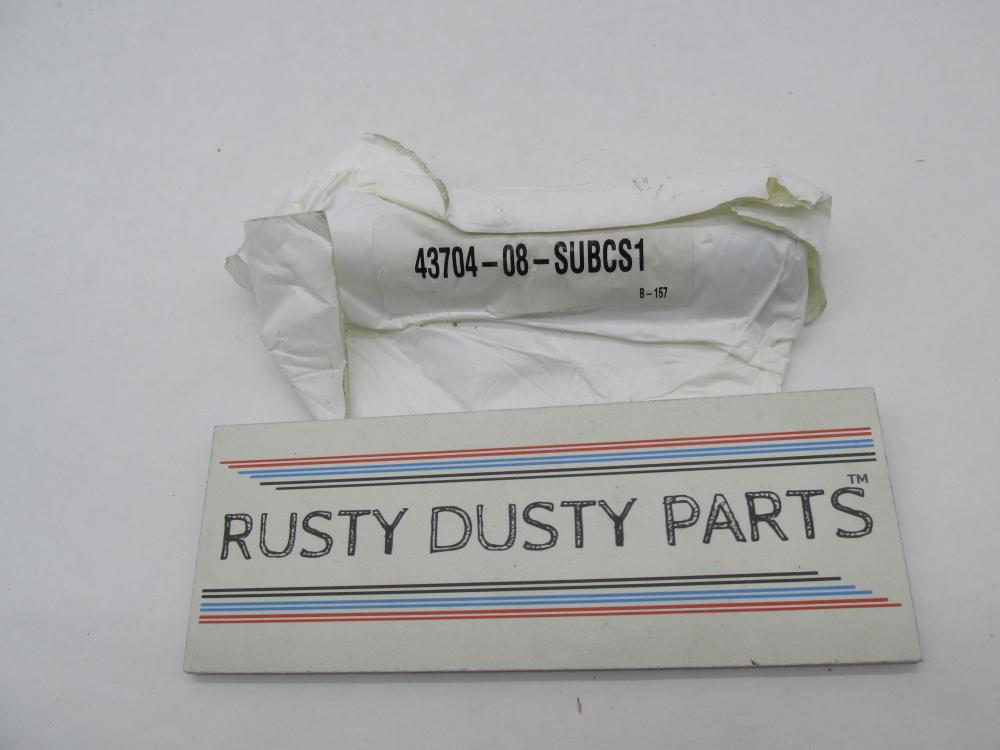 43704-08-SUBCS1
B-157
RUSTY DUSTY PARTS™